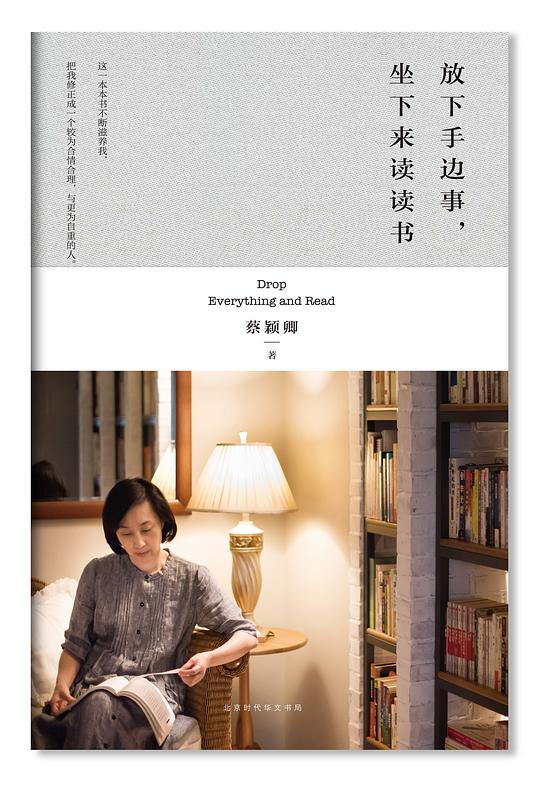 放下手边事，
坐下来读读书
这一本本书不断滋养我，
把我修正成一个较为合情合理、与更为自重的人。
Drop
Everything and Read
蔡颖卿
著
北京时代华文书局